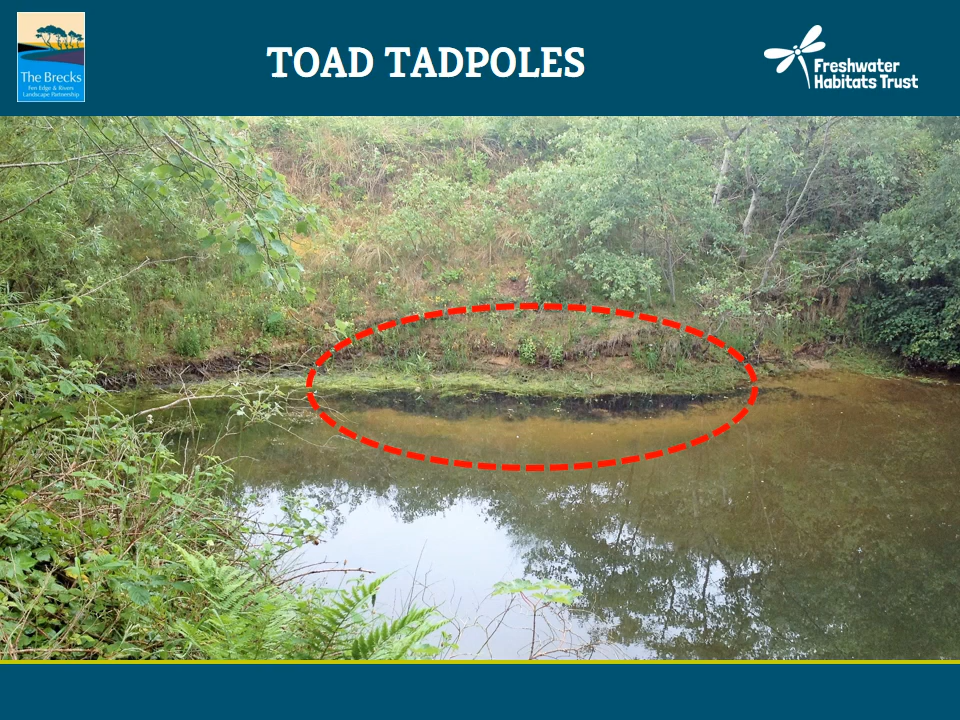 TOAD TADPOLES
The Brecks
Fen Edge & Rivers
Landscape Partnership
Freshwater
Habitats Trust